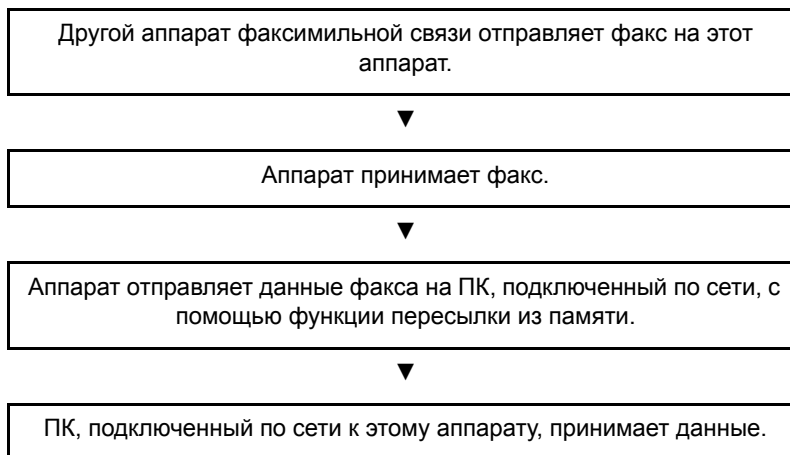 Другой аппарат факсимильной связи отправляет факс на этот
аппарат.
▼
Аппарат принимает факс.
▼
Аппарат отправляет данные факса на ПК, подключенный по сети, с
помощью функции пересылки из памяти.
▼
ПК, подключенный по сети к этому аппарату, принимает данные.